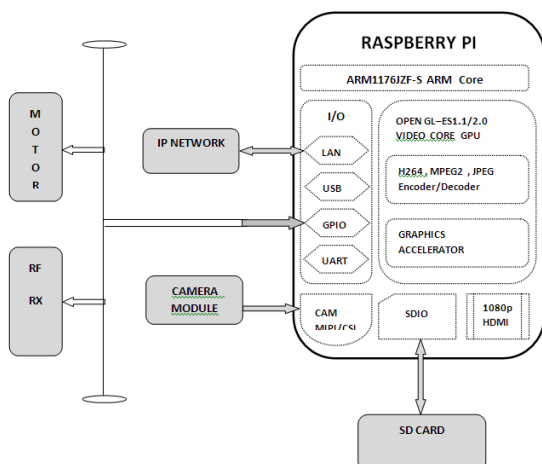 RASPBERRY PI
ARM1176JZF-S ARM Core
I/O
LAN
USB
GPIO
UART
OPEN GL–ES1.1/2.0
VIDEO CORE GPU
H264, MPEG2, JPEG
Encoder/Decoder
GRAPHICS
ACCELERATOR
CAM
MIPI/CSI
SDIO
1080p
HDMI
M
O
T
O
R
IP NETWORK
RF
RX
CAMERA
MODULE
SD CARD